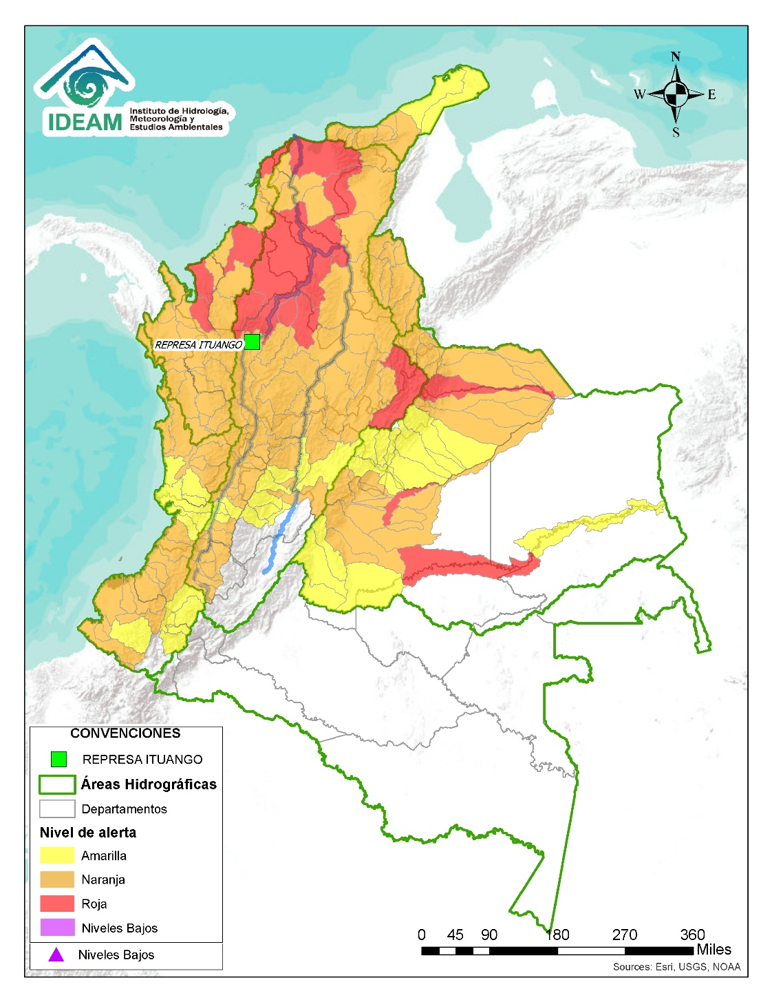 IDEAM
Instituto de Hidrología,
Meteorología y
Estudios Ambientales
N
W
E
S
REPRESA ITUANGO
CONVENCIONES
REPRESA ITUANGO
Áreas Hidrográficas
Departamentos
Nivel de alerta
Amarilla
Naranja
Roja
Niveles Bajos
Niveles Bajos
0 45 90 180 270 360
Miles
Sources: Esri, USGS, NOAA